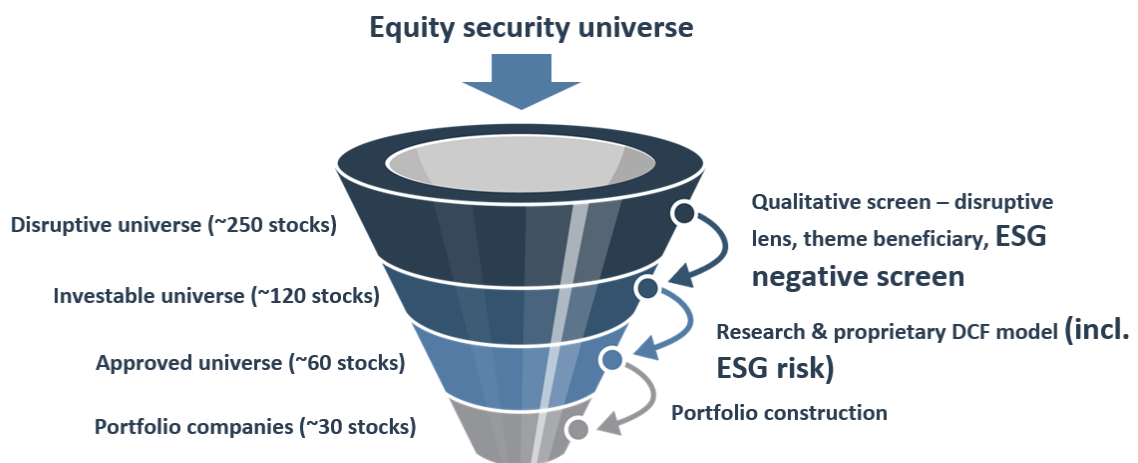 Equity security universe
Disruptive universe (~250 stocks)
Investable universe (~120 stocks)
Approved universe (~60 stocks)
Portfolio companies (~30 stocks)
Qualitative screen – disruptive
lens, theme beneficiary, ESG
negative screen
Research & proprietary DCF model (incl.
ESG risk)
Portfolio construction